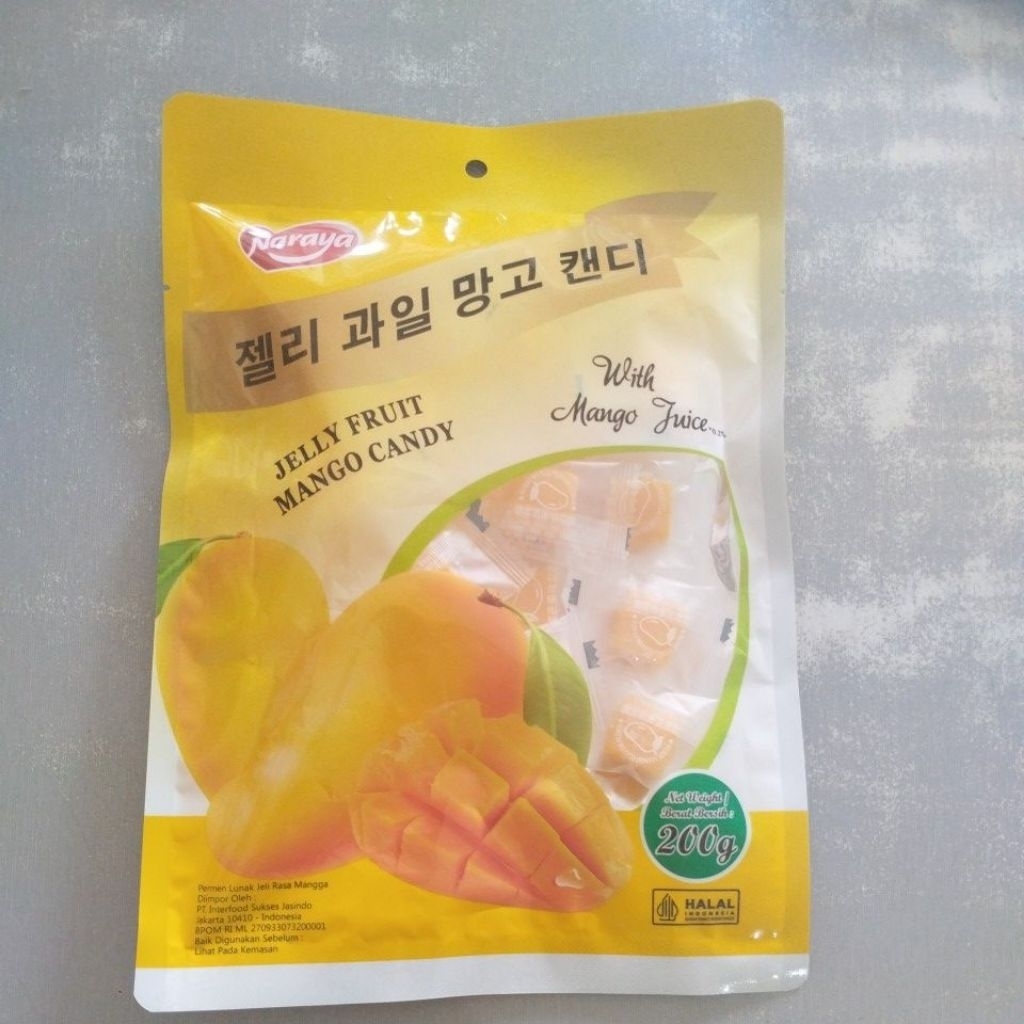 Naraya
젤리 과일 망고 캔디
JELLY FRUIT
MANGO CANDY
With
Mango Juice
Net Weight /
Berat Bersih :
200g
HALAL
INDONESIA
Permen Lunak Jeli Rasa Mangga
Diimpor Oleh :
PT. Interfood Sukses Jasindo
Jakarta 10410 - Indonesia
BPOM RI ML 270933073200001
Baik Digunakan Sebelum :
Lihat Pada Kemasan